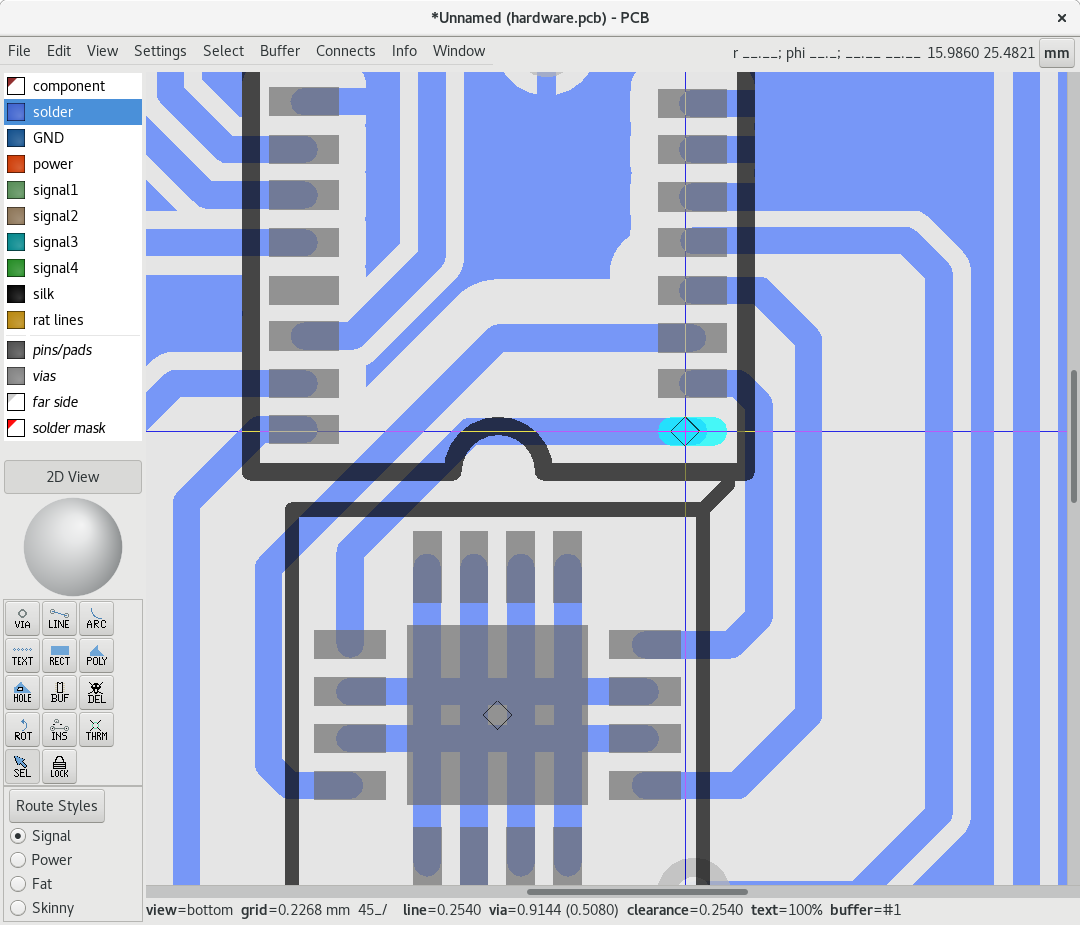 *Unnamed (hardware.pcb) - PCB
File Edit View Settings Select Buffer Connects Info Window
r __.__; phi __._; __.__ __.__ 15.9860 25.4821 mm
component
solder
GND
power
signal1
signal2
signal3
signal4
silk
rat lines
pins/pads
vias
far side
solder mask
2D View
VIA LINE ARC
TEXT RECT POLY
HOLE BUF DEL
ROT INS THRM
SEL LOCK
Route Styles
Signal
Power
Fat
Skinny
view=bottom grid=0.2268 mm 45_/ line=0.2540 via=0.9144 (0.5080) clearance=0.2540 text=100% buffer=#1